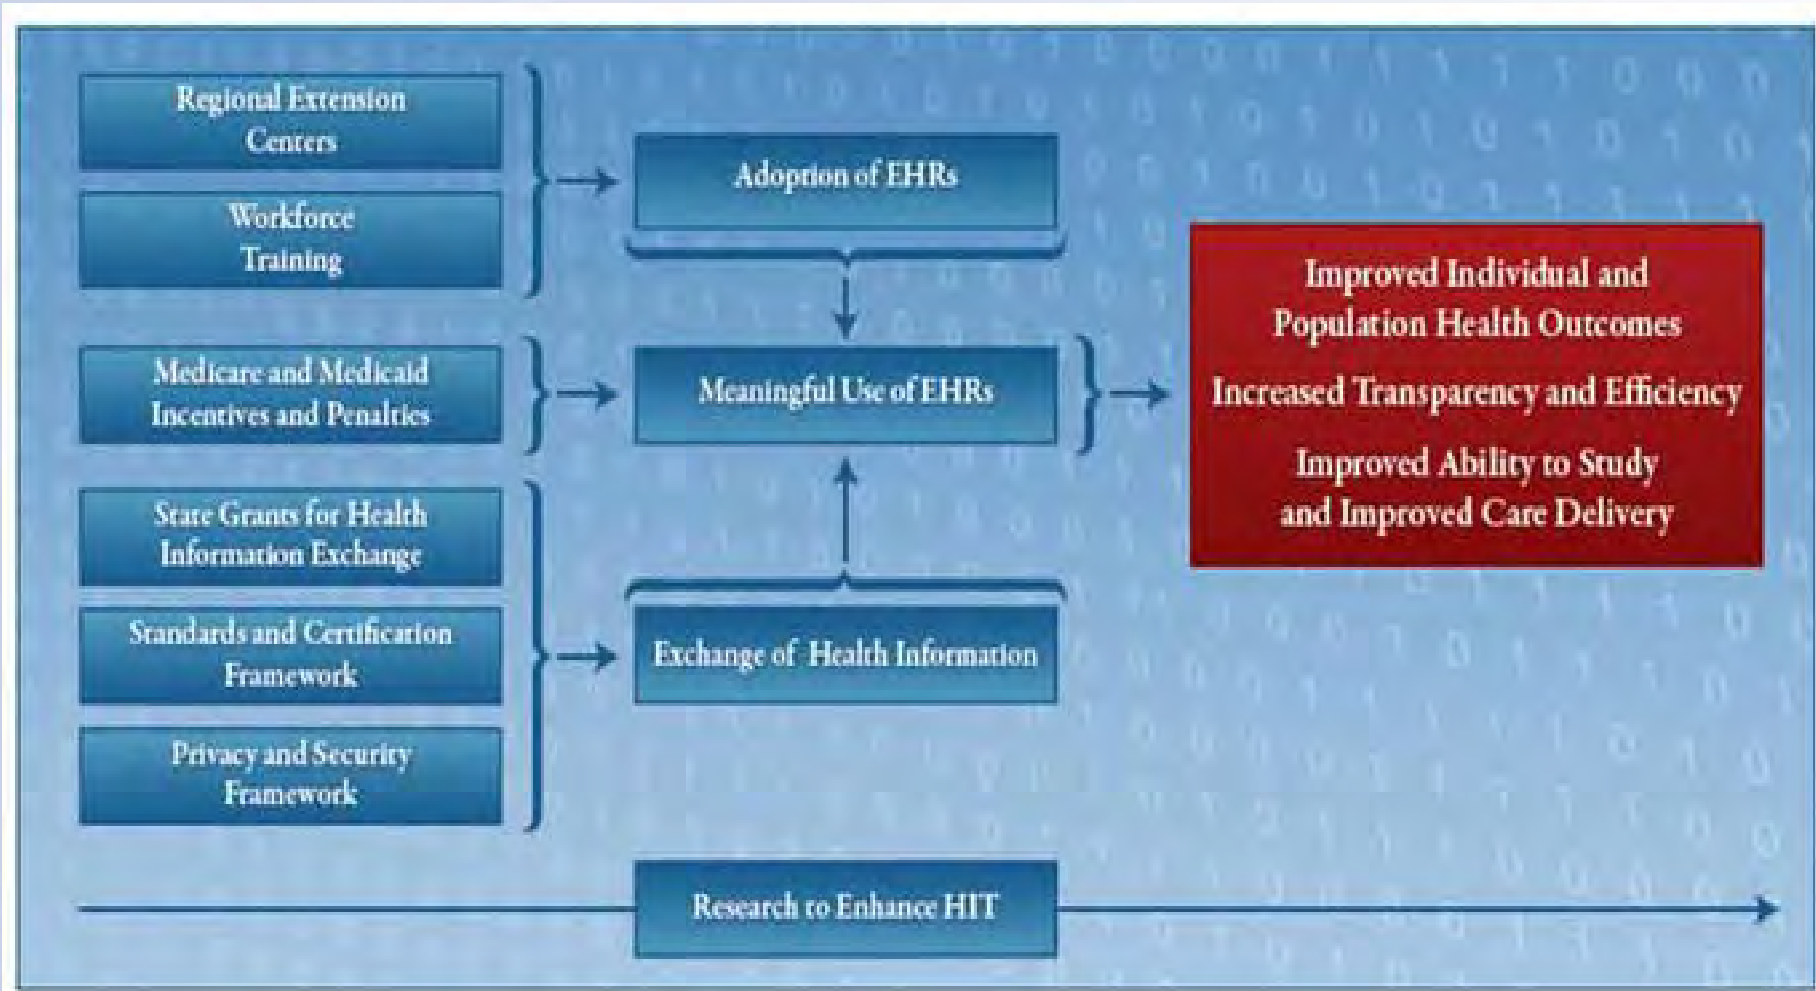 Regional Extension
Centers
Workforce
Training
Medicare and Medicaid
Incentives and Penalties
State Grants for Health
Information Exchange
Standards and Certification
Framework
Privacy and Security
Framework
Adoption of EHRs
Meaningful Use of EHRs
Exchange of Health Information
Improved Individual and
Population Health Outcomes
Increased Transparency and Efficiency
Improved Ability to Study
and Improved Care Delivery
Research to Enhance HIT